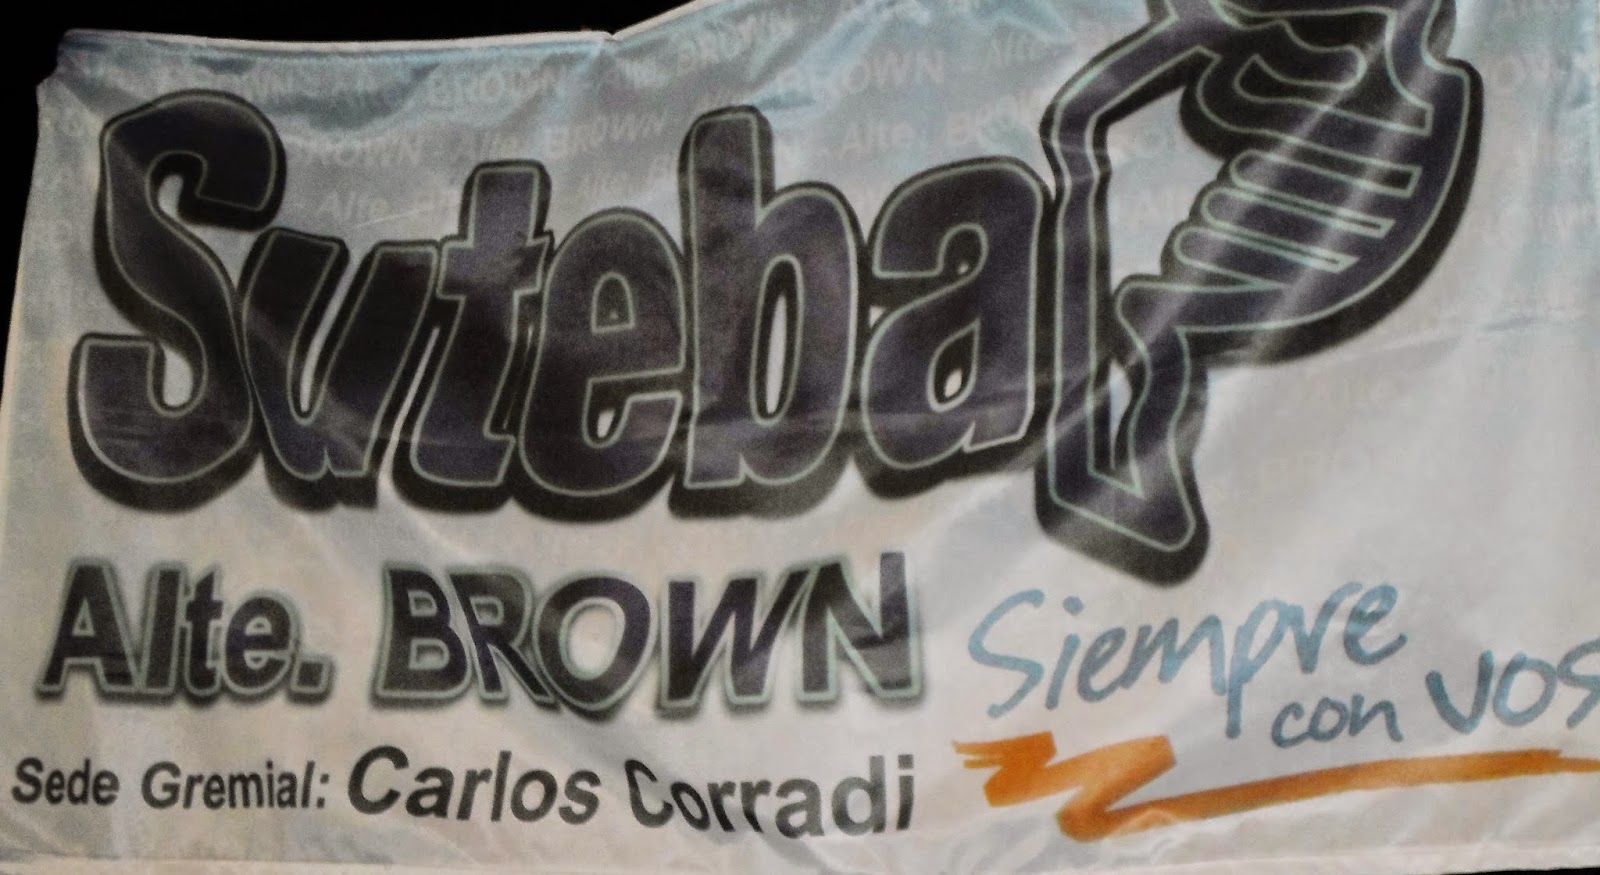 Suteba
Alte. BROWN
Siempre
con vos
Sede Gremial: Carlos Corradi